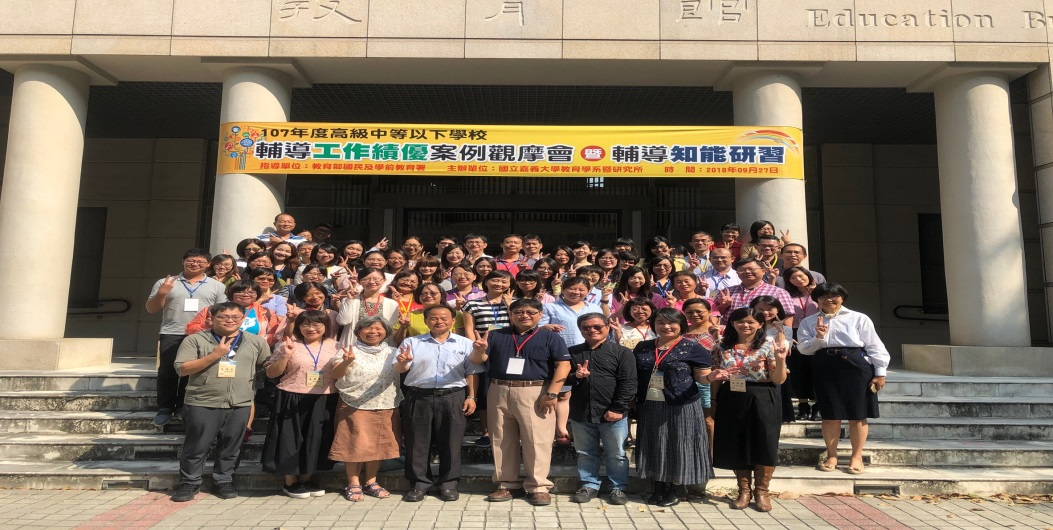 教育館 Education Bu
107年度高級中等以下學校
輔導工作績優案例觀摩會 暨 輔導知能研習
指導單位：教育部國民及學前教育署 主辦單位：國立嘉義大學教育學系暨研究所 時 間：2018年09月27日